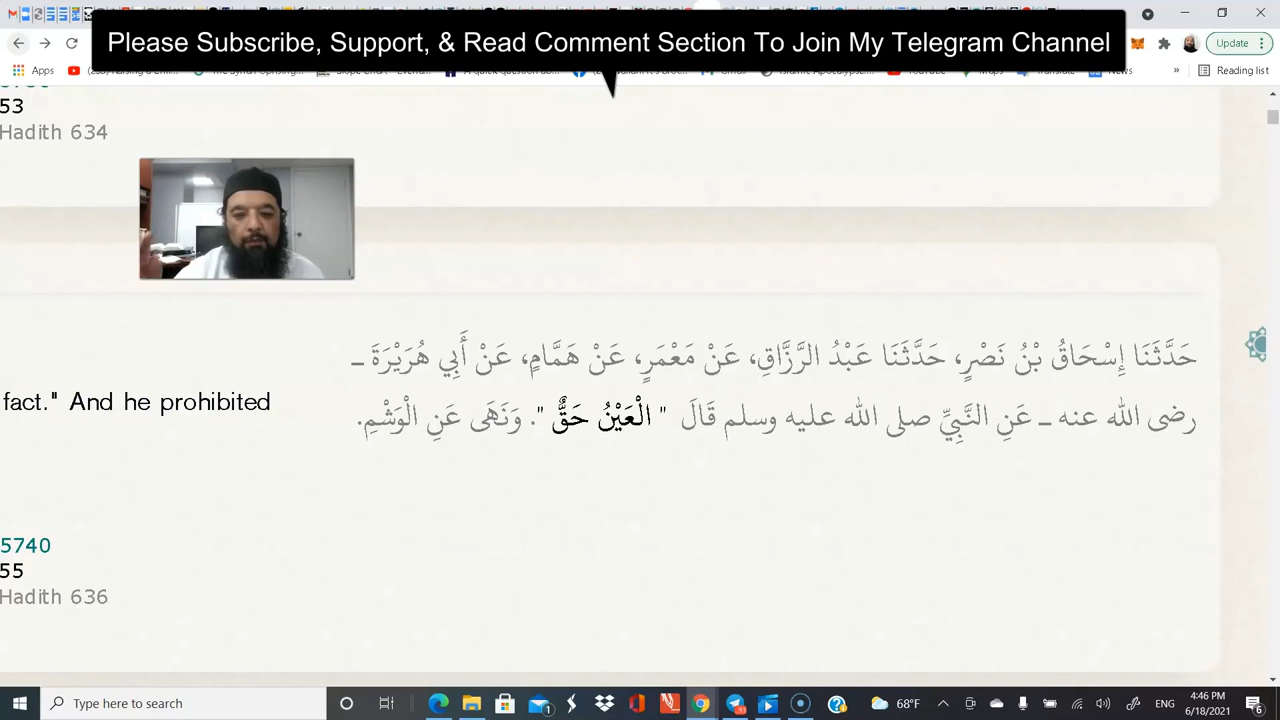 Please Subscribe, Support, & Read Comment Section To Join My Telegram Channel
Update
Apps
Reading list
53
Hadith 634
حَدَّثَنَا إِسْحَاقُ بْنُ نَصْرٍ، حَدَّثَنَا عَبْدُ الرَّزَّاقِ، عَنْ مَعْمَرٍ، عَنْ هَمَّامٍ، عَنْ أَبِي هُرَيْرَةَ ـ
رضى الله عنه ـ عَنِ النَّبِيِّ صلى الله عليه وسلم قَالَ " الْعَيْنُ حَقٌّ ". وَنَهَى عَنِ الْوَشْمِ.
fact." And he prohibited
5740
55
Hadith 636
Type here to search
68°F
ENG
4:46 PM
6/18/2021